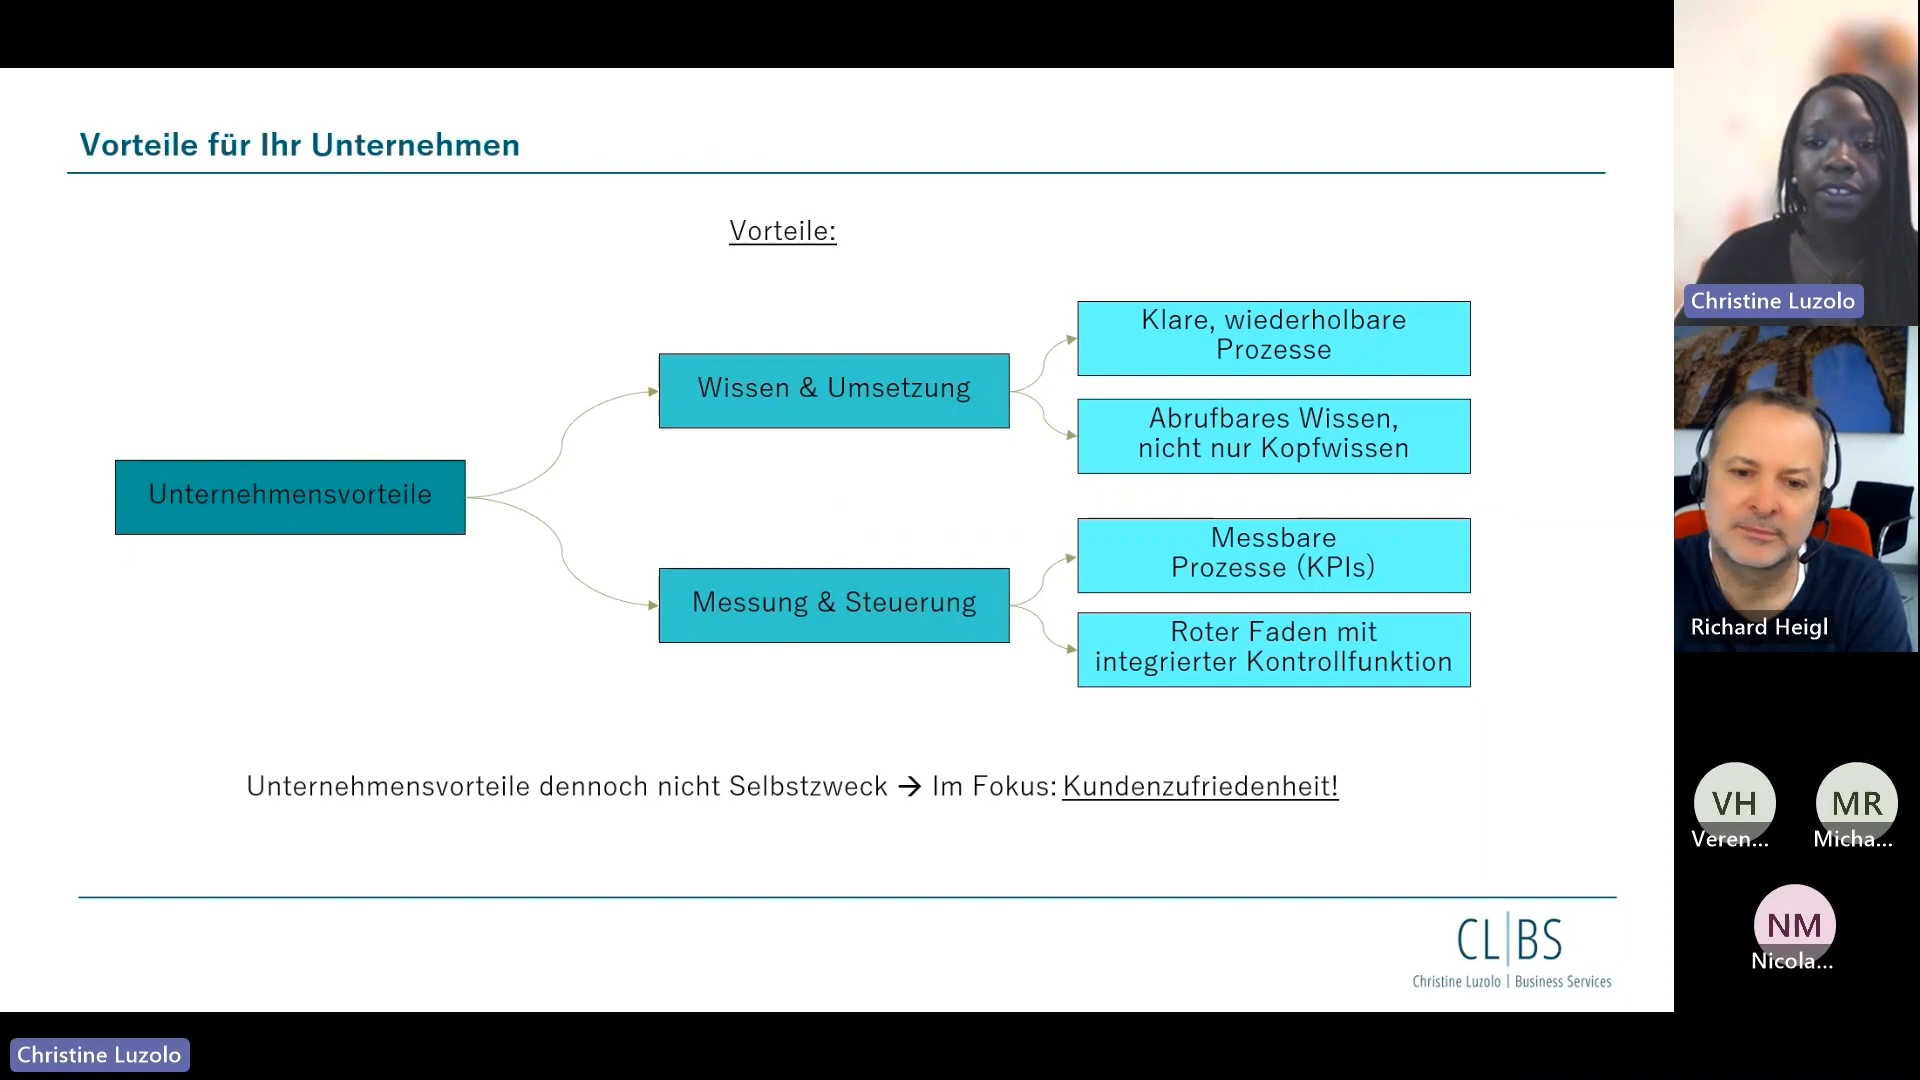 Vorteile für Ihr Unternehmen
Vorteile:
Unternehmensvorteile
Wissen & Umsetzung
Klare, wiederholbare
Prozesse
Abrufbares Wissen,
nicht nur Kopfwissen
Messung & Steuerung
Messbare
Prozesse (KPIs)
Roter Faden mit
integrierter Kontrollfunktion
Unternehmensvorteile dennoch nicht Selbstzweck → Im Fokus: Kundenzufriedenheit!
CL|BS
Christine Luzolo | Business Services
Christine Luzolo
Christine Luzolo
Richard Heigl
VH
Veren...
MR
Micha...
NM
Nicola...